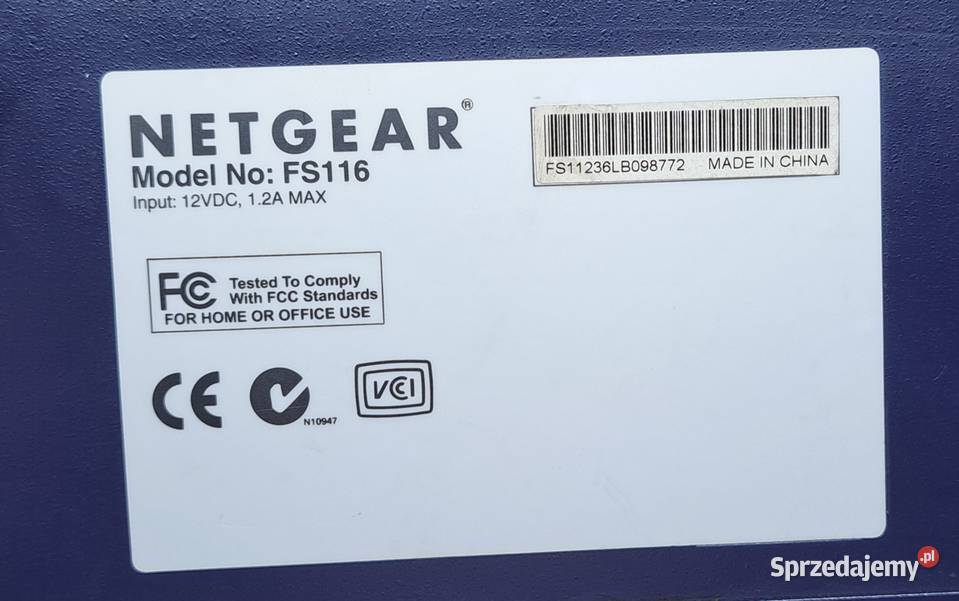 NETGEAR®
Model No: FS116
Input: 12VDC, 1.2A MAX
FS11236LB098772 MADE IN CHINA
FC Tested To Comply
With FCC Standards
FOR HOME OR OFFICE USE
CE
N10947
VCI
Sprzedajemy.pl